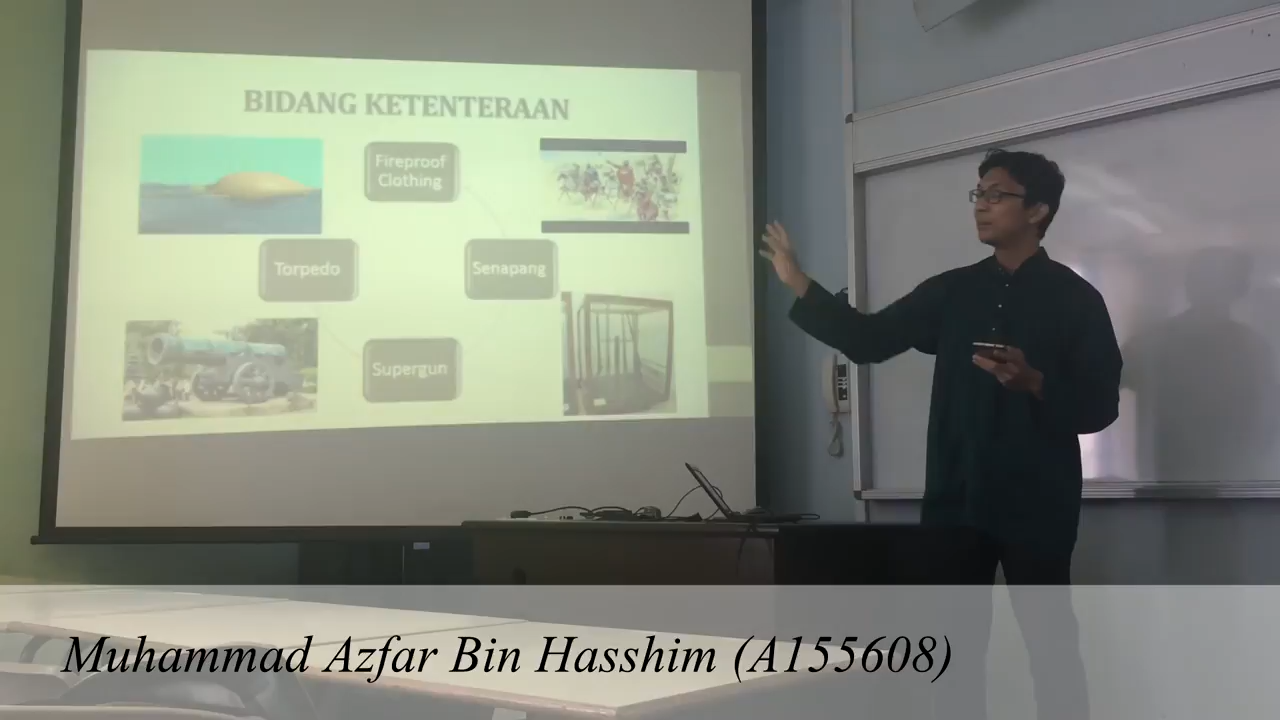 BIDANG KETENTERAAN
Fireproof
Clothing
Torpedo
Senapang
Supergun
Muhammad Azfar Bin Hasshim (A155608)